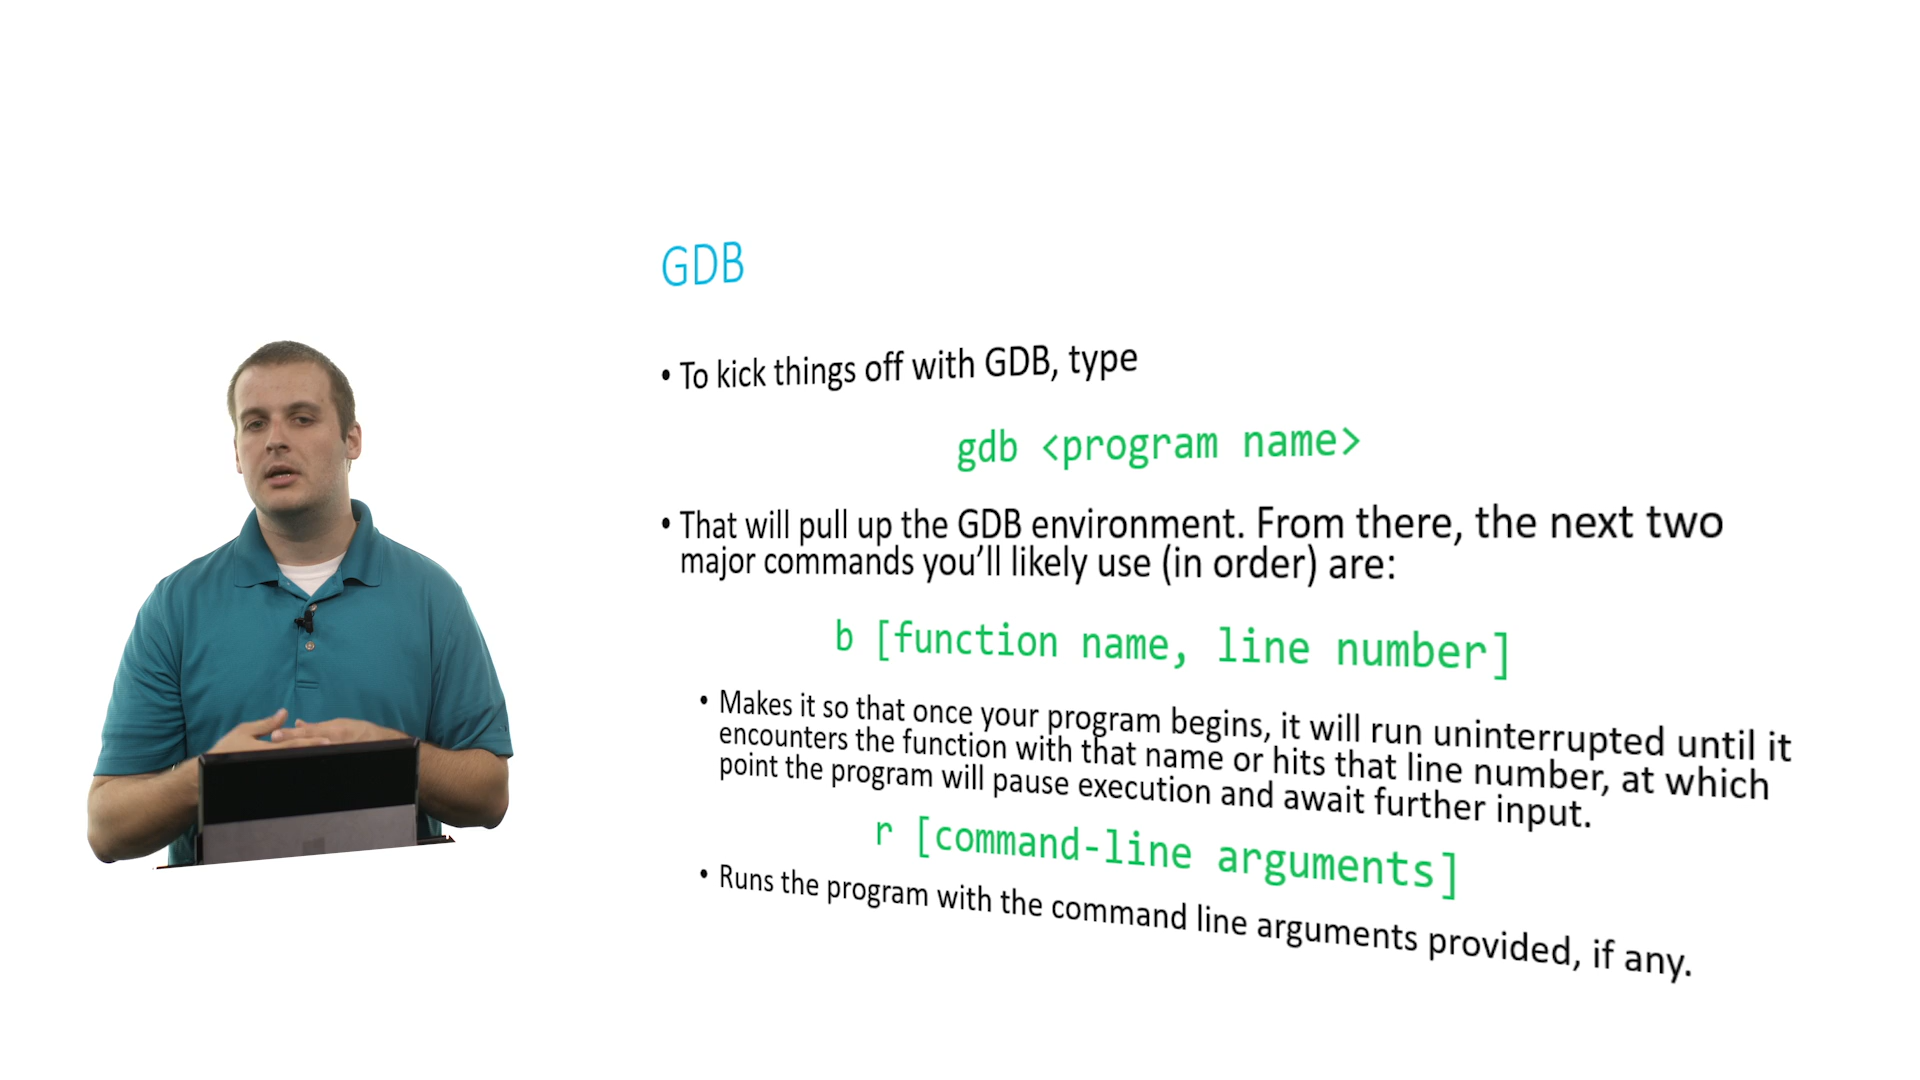 GDB
• To kick things off with GDB, type
gdb <program name>
• That will pull up the GDB environment. From there, the next two
major commands you’ll likely use (in order) are:
b [function name, line number]
• Makes it so that once your program begins, it will run uninterrupted until it
encounters the function with that name or hits that line number, at which
point the program will pause execution and await further input.
r [command-line arguments]
• Runs the program with the command line arguments provided, if any.